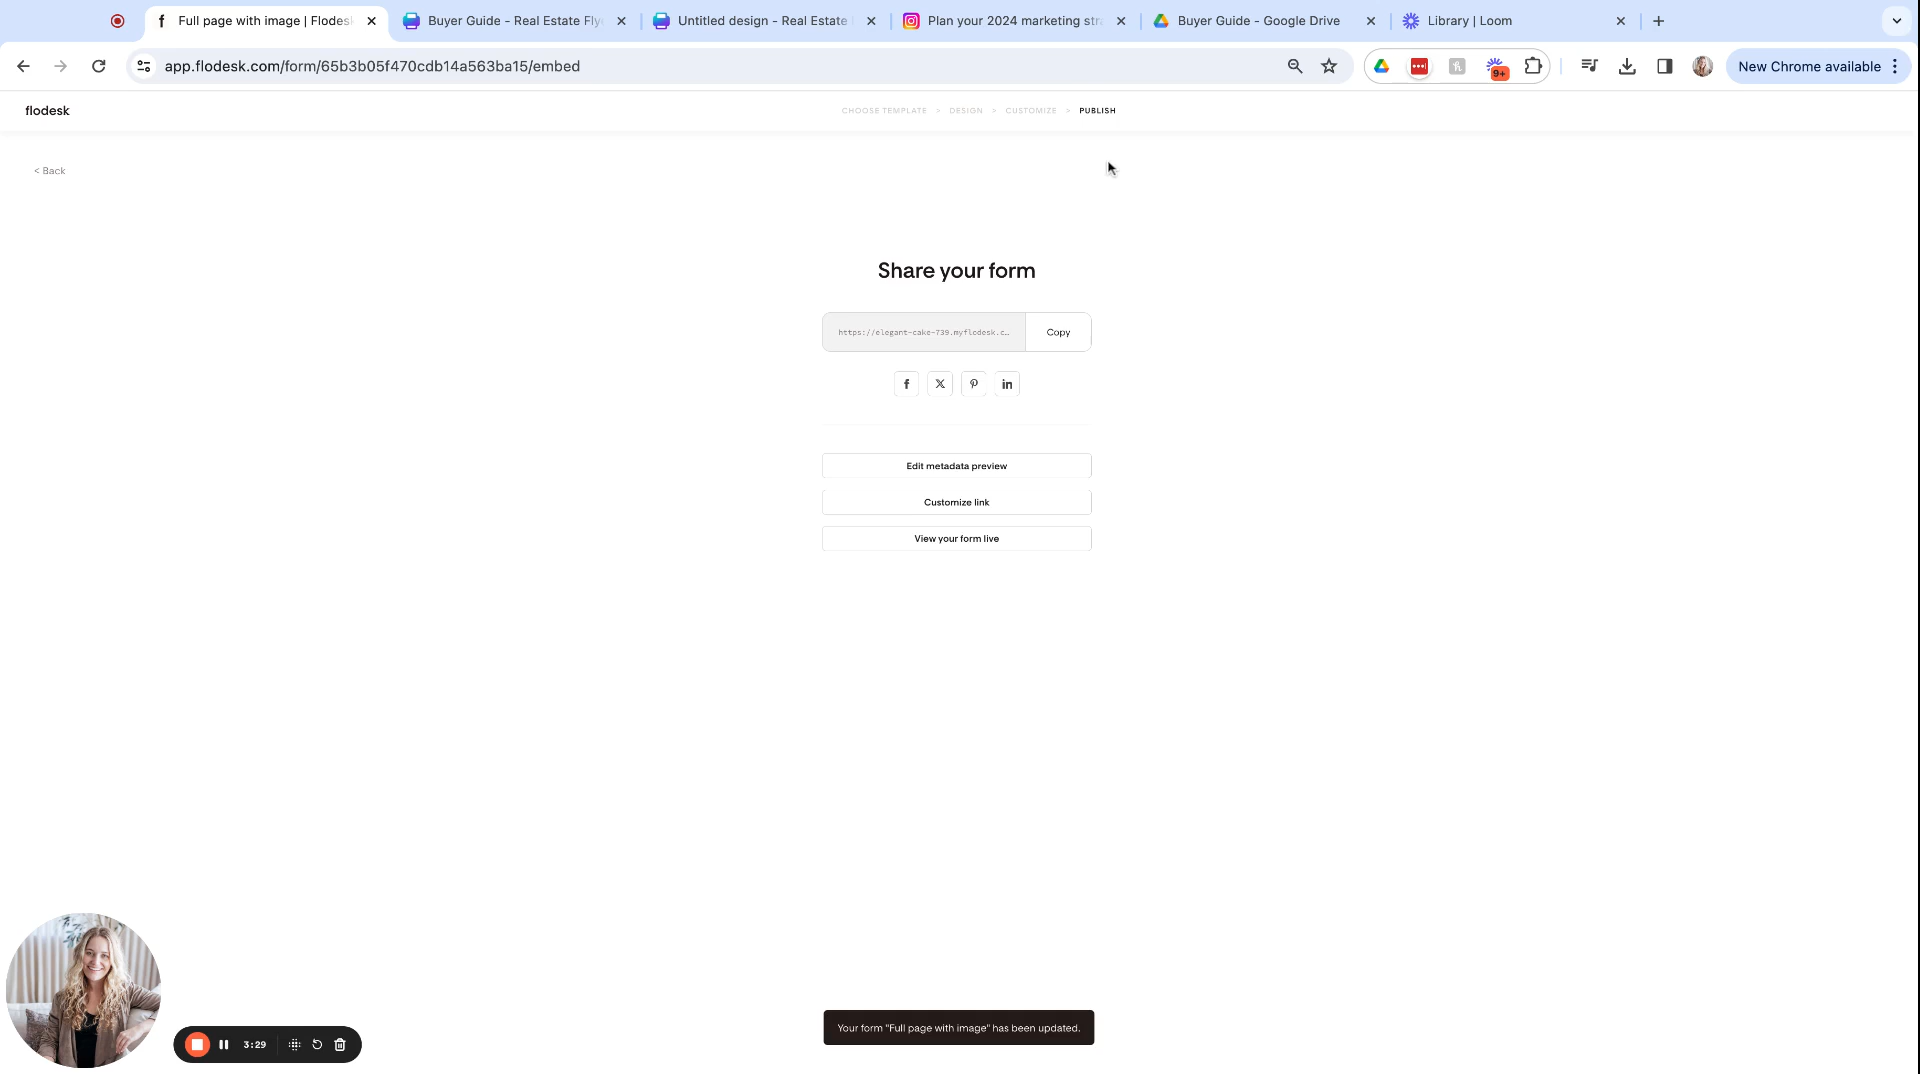 Full page with image | Flodes
Buyer Guide - Real Estate Fly
Untitled design - Real Estate
Plan your 2024 marketing stra
Buyer Guide - Google Drive
Library | Loom
app.flodesk.com/form/65b3b05f470cdb14a563ba15/embed
9+
New Chrome available
flodesk
CHOOSE TEMPLATE > DESIGN > CUSTOMIZE > PUBLISH
< Back
Share your form
https://elegant-cake-739.myflodesk.c…
Copy
Edit metadata preview
Customize link
View your form live
3:29
Your form "Full page with image" has been updated.